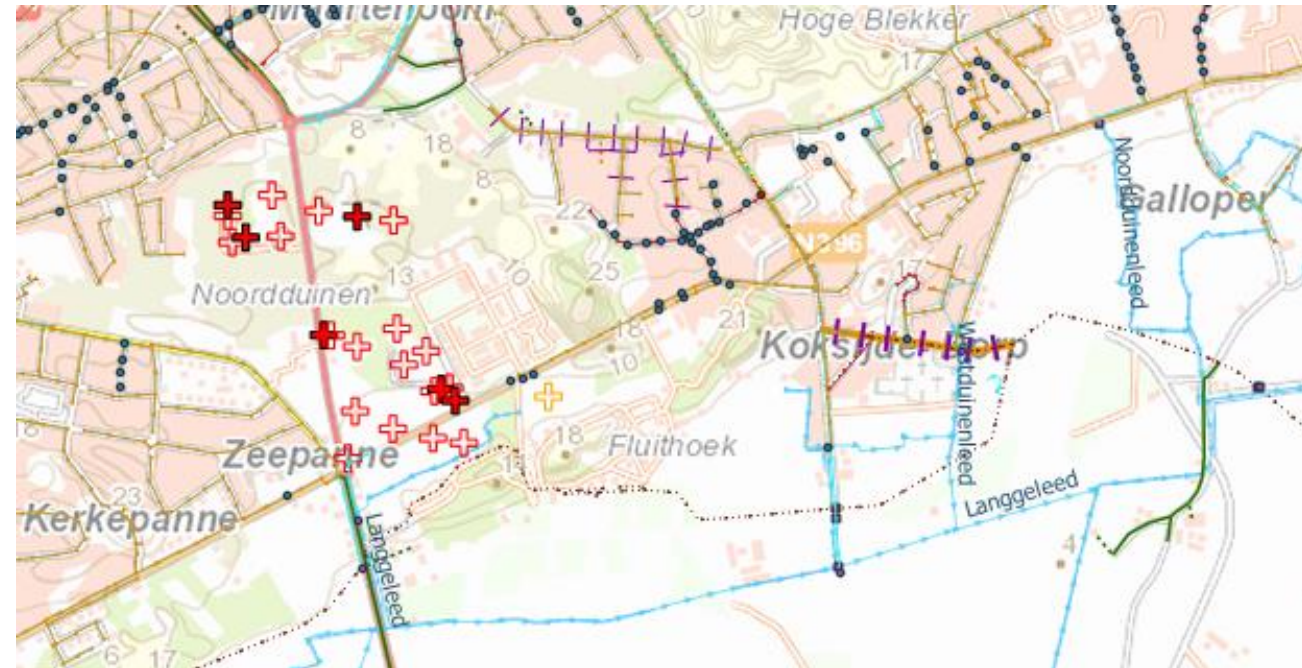 Hoge Blekker
17
8
18
8
22
Galloper
Noordduinenleed
N396
13
10
25
17
Noordduinen
18
21
10
Westduinenleed
Zeepanne
18
Fluithoek
23
Kerkepanne
Langgeleed
Langgeleed
4
6
17